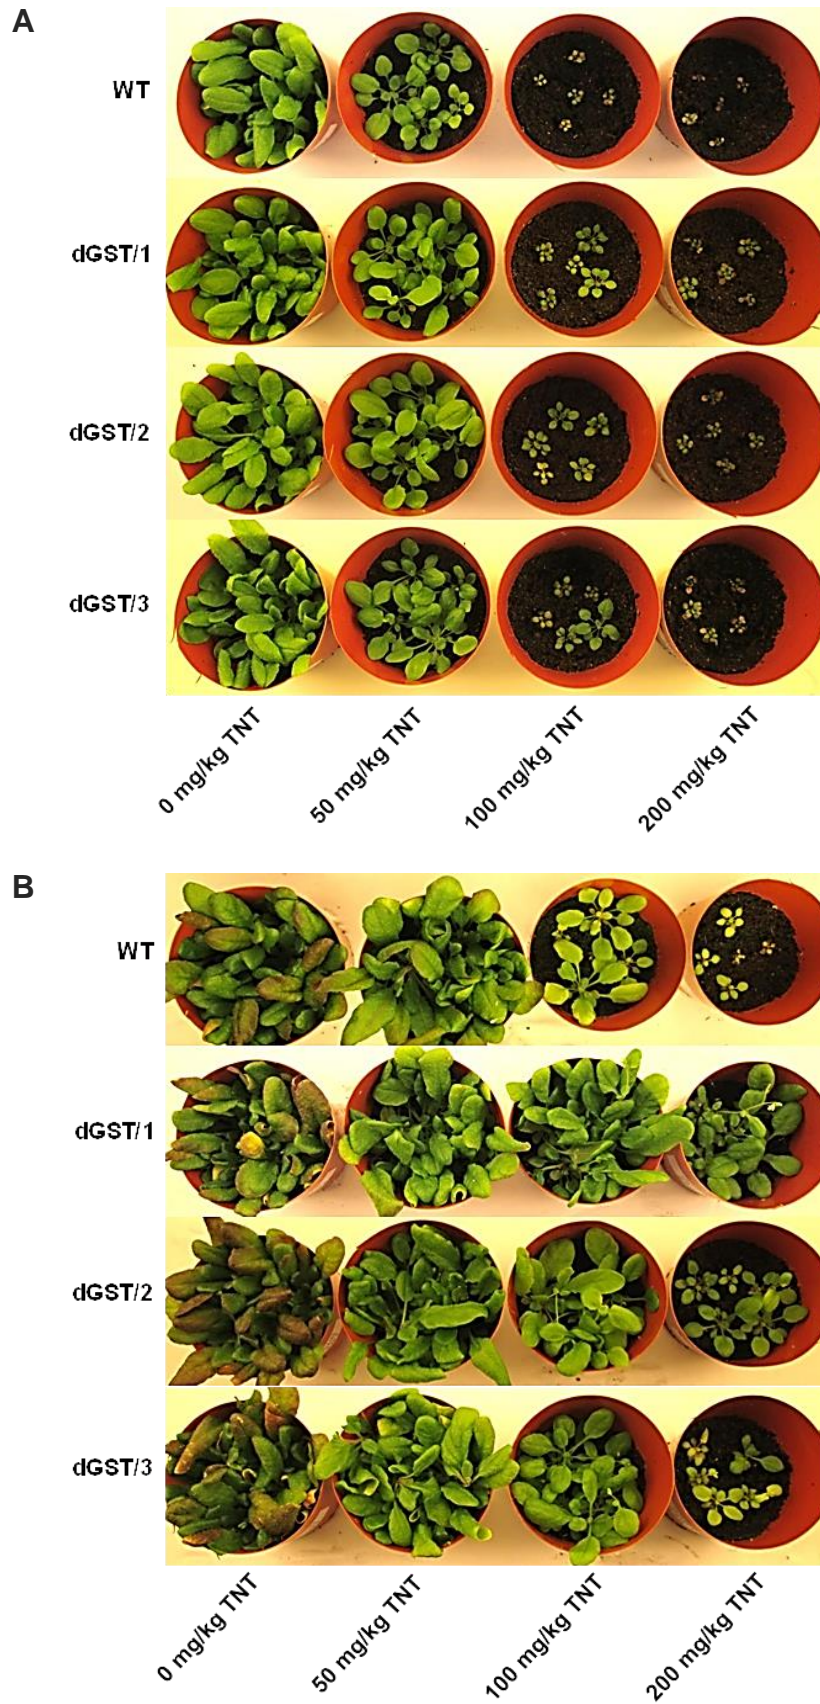 A
WT
dGST/1
dGST/2
dGST/3
0 mg/kg TNT
50 mg/kg TNT
100 mg/kg TNT
200 mg/kg TNT
B
WT
dGST/1
dGST/2
dGST/3
0 mg/kg TNT
50 mg/kg TNT
100 mg/kg TNT
200 mg/kg TNT